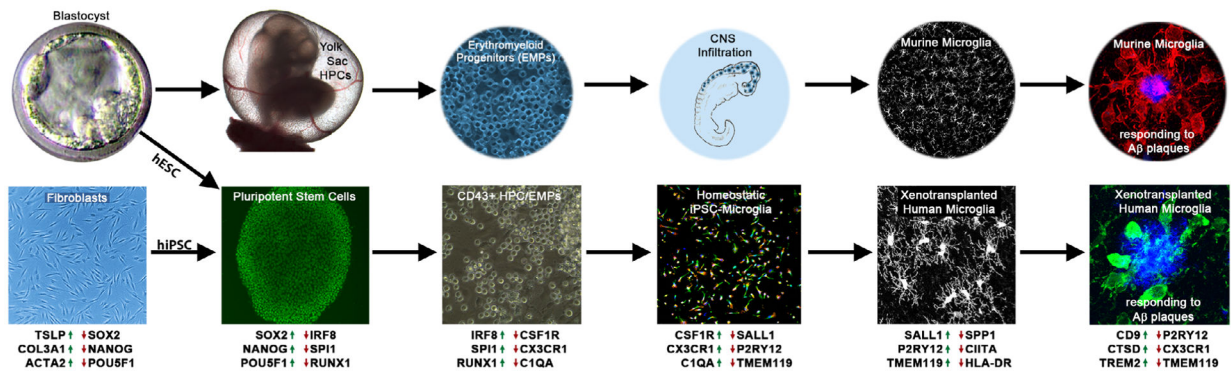 Blastocyst
Yolk
Sac
HPCs
Erythromyeloid
Progenitors (EMPs)
CNS
Infiltration
Murine Microglia
Murine Microglia
responding to
Aβ plaques
hESC
Fibroblasts
hiPSC
Pluripotent Stem Cells
CD43+ HPC/EMPs
Homeostatic
iPSC-Microglia
Xenotransplanted
Human Microglia
Xenotransplanted
Human Microglia
responding to
Aβ plaques
TSLP↑ ↓SOX2
COL3A1↑ ↓NANOG
ACTA2↑ ↓POU5F1
SOX2↑ ↓IRF8
NANOG↑ ↓SPI1
POU5F1↑ ↓RUNX1
IRF8↑ ↓CSF1R
SPI1↑ ↓CX3CR1
RUNX1↑ ↓C1QA
CSF1R↑ ↓SALL1
CX3CR1↑ ↓P2RY12
C1QA↑ ↓TMEM119
SALL1↑ ↓SPP1
P2RY12↑ ↓CIITA
TMEM119↑ ↓HLA-DR
CD9↑ ↓P2RY12
CTSD↑ ↓CX3CR1
TREM2↑ ↓TMEM119